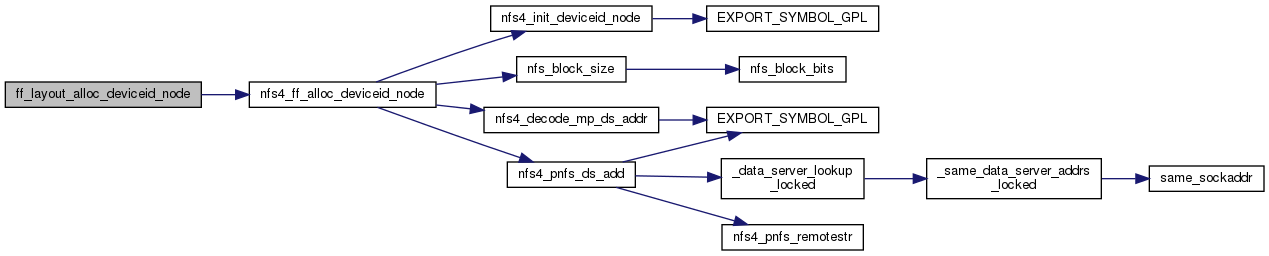 nfs4_init_deviceid_node
EXPORT_SYMBOL_GPL
nfs_block_size
nfs_block_bits
ff_layout_alloc_deviceid_node
nfs4_ff_alloc_deviceid_node
nfs4_decode_mp_ds_addr
EXPORT_SYMBOL_GPL
nfs4_pnfs_ds_add
_data_server_lookup
_locked
_same_data_server_addrs
_locked
same_sockaddr
nfs4_pnfs_remotestr